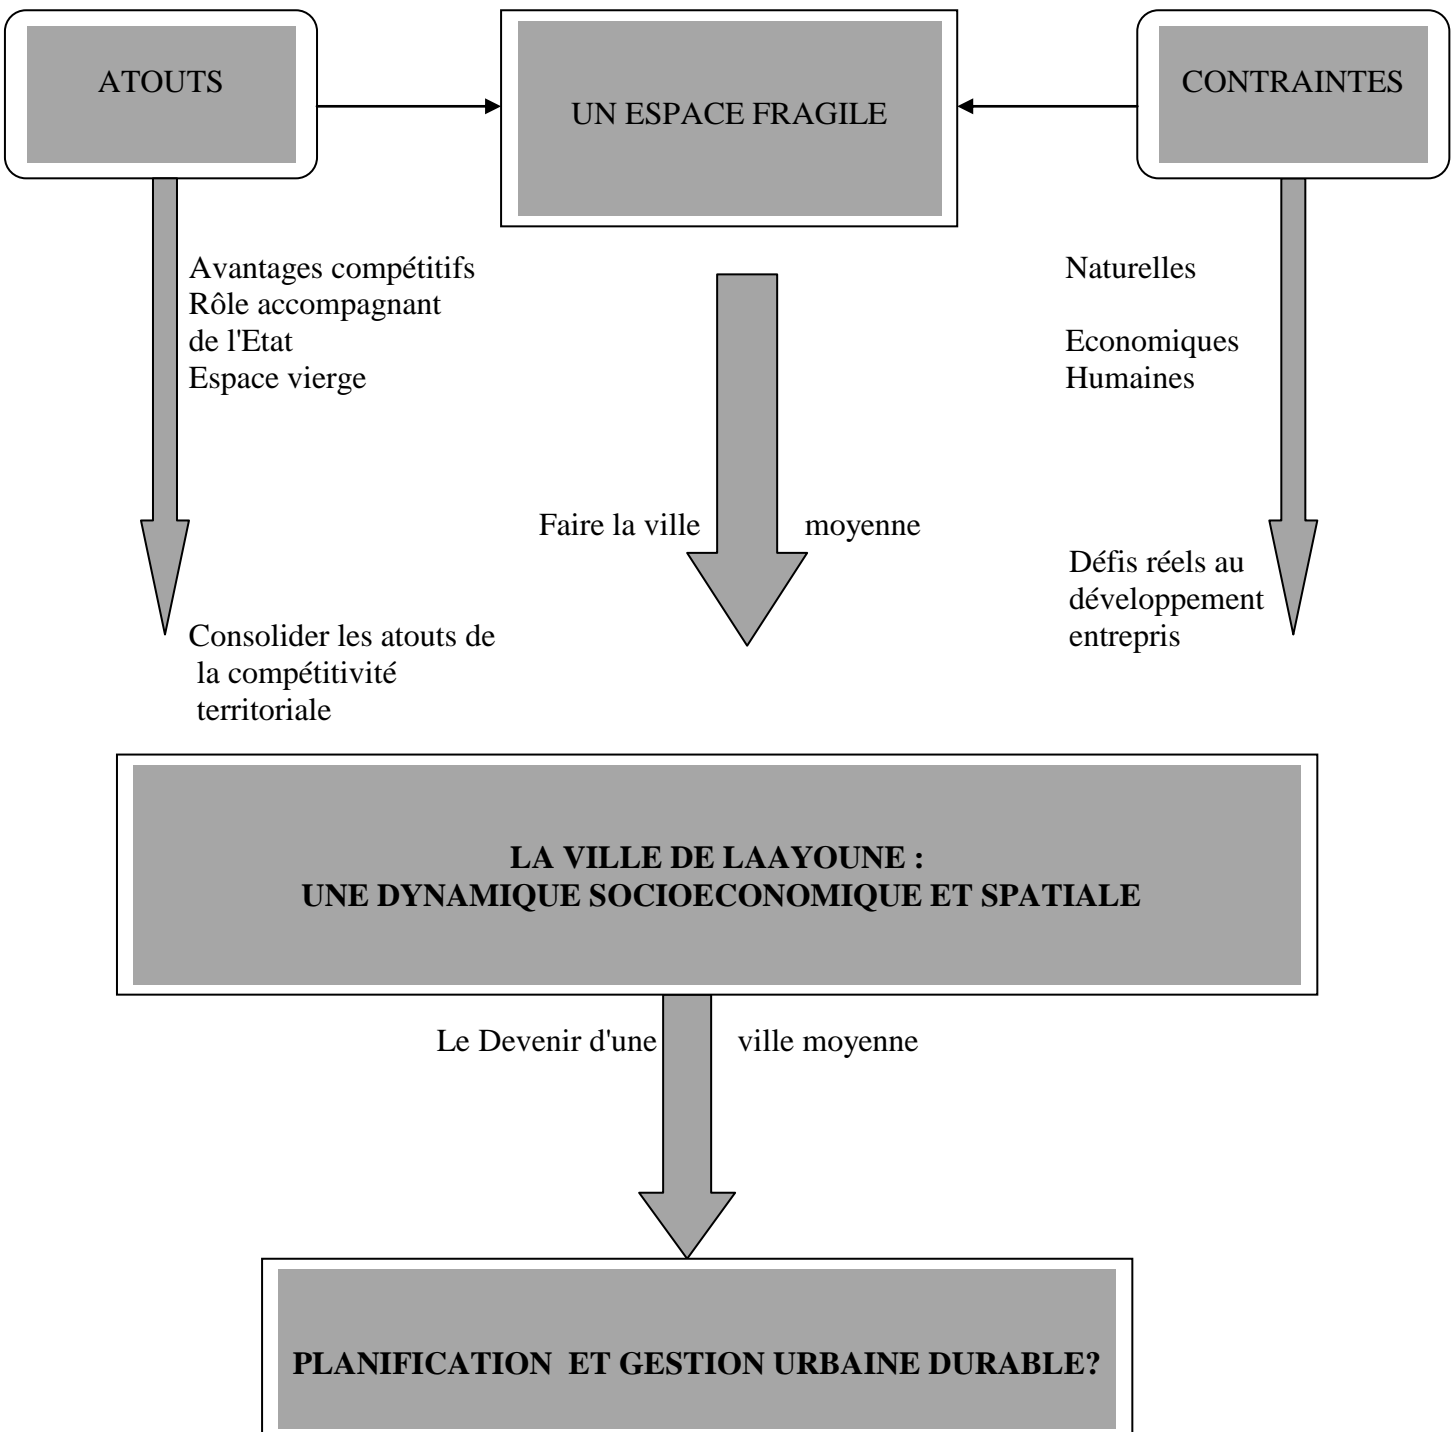 ATOUTS
UN ESPACE FRAGILE
CONTRAINTES
Avantages compétitifs
Rôle accompagnant
de l'Etat
Espace vierge
Naturelles
Economiques
Humaines
Faire la ville moyenne
Consolider les atouts de
la compétitivité
territoriale
Défis réels au
développement
entrepris
LA VILLE DE LAAYOUNE :
UNE DYNAMIQUE SOCIOECONOMIQUE ET SPATIALE
Le Devenir d'une ville moyenne
PLANIFICATION ET GESTION URBAINE DURABLE?